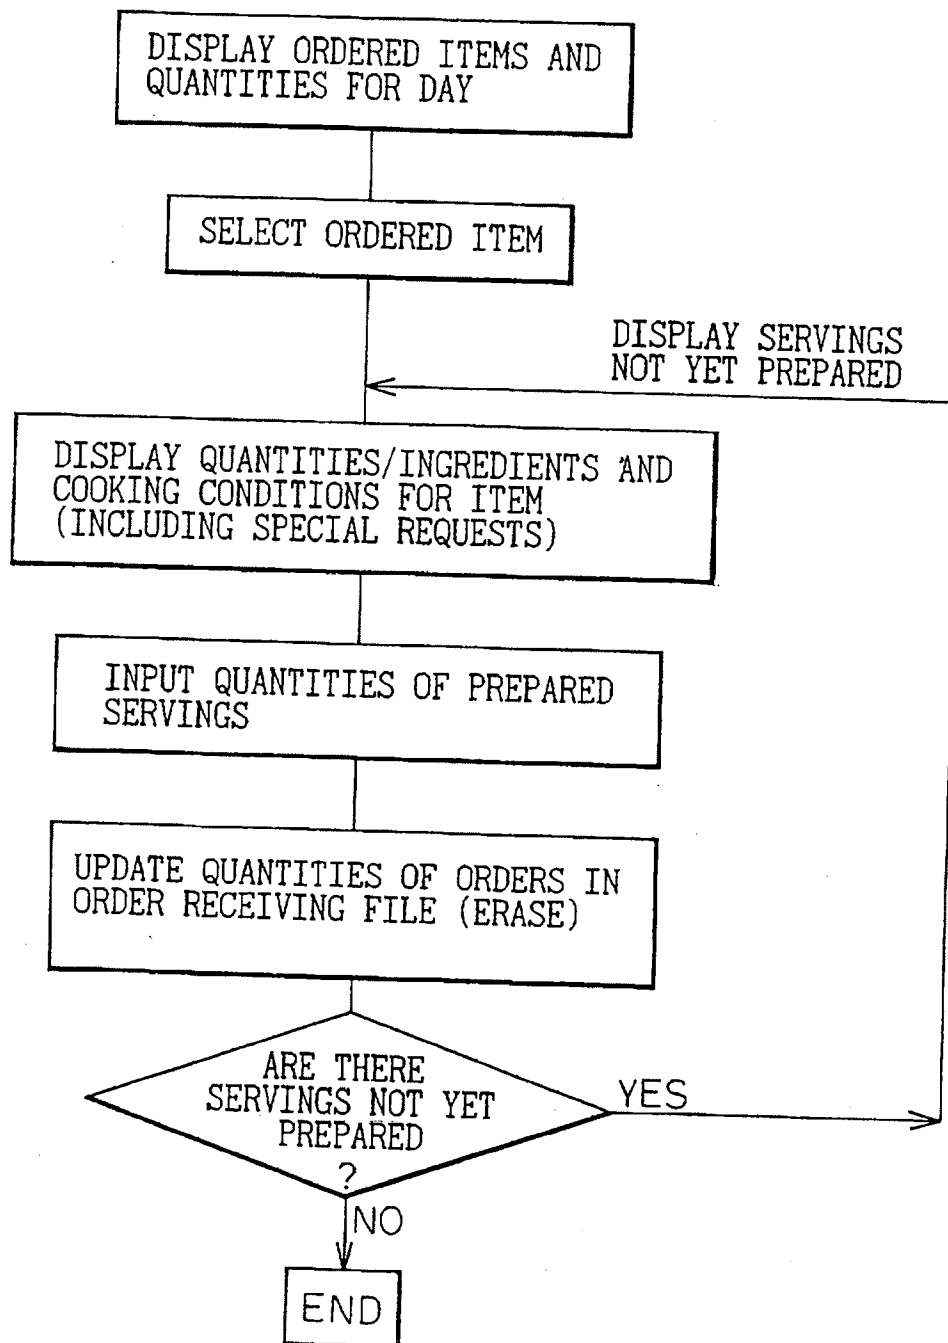 DISPLAY ORDERED ITEMS AND
QUANTITIES FOR DAY
SELECT ORDERED ITEM
DISPLAY SERVINGS
NOT YET PREPARED
DISPLAY QUANTITIES/INGREDIENTS AND
COOKING CONDITIONS FOR ITEM
(INCLUDING SPECIAL REQUESTS)
INPUT QUANTITIES OF PREPARED
SERVINGS
UPDATE QUANTITIES OF ORDERS IN
ORDER RECEIVING FILE (ERASE)
ARE THERE
SERVINGS NOT YET
PREPARED
?
YES
NO
END